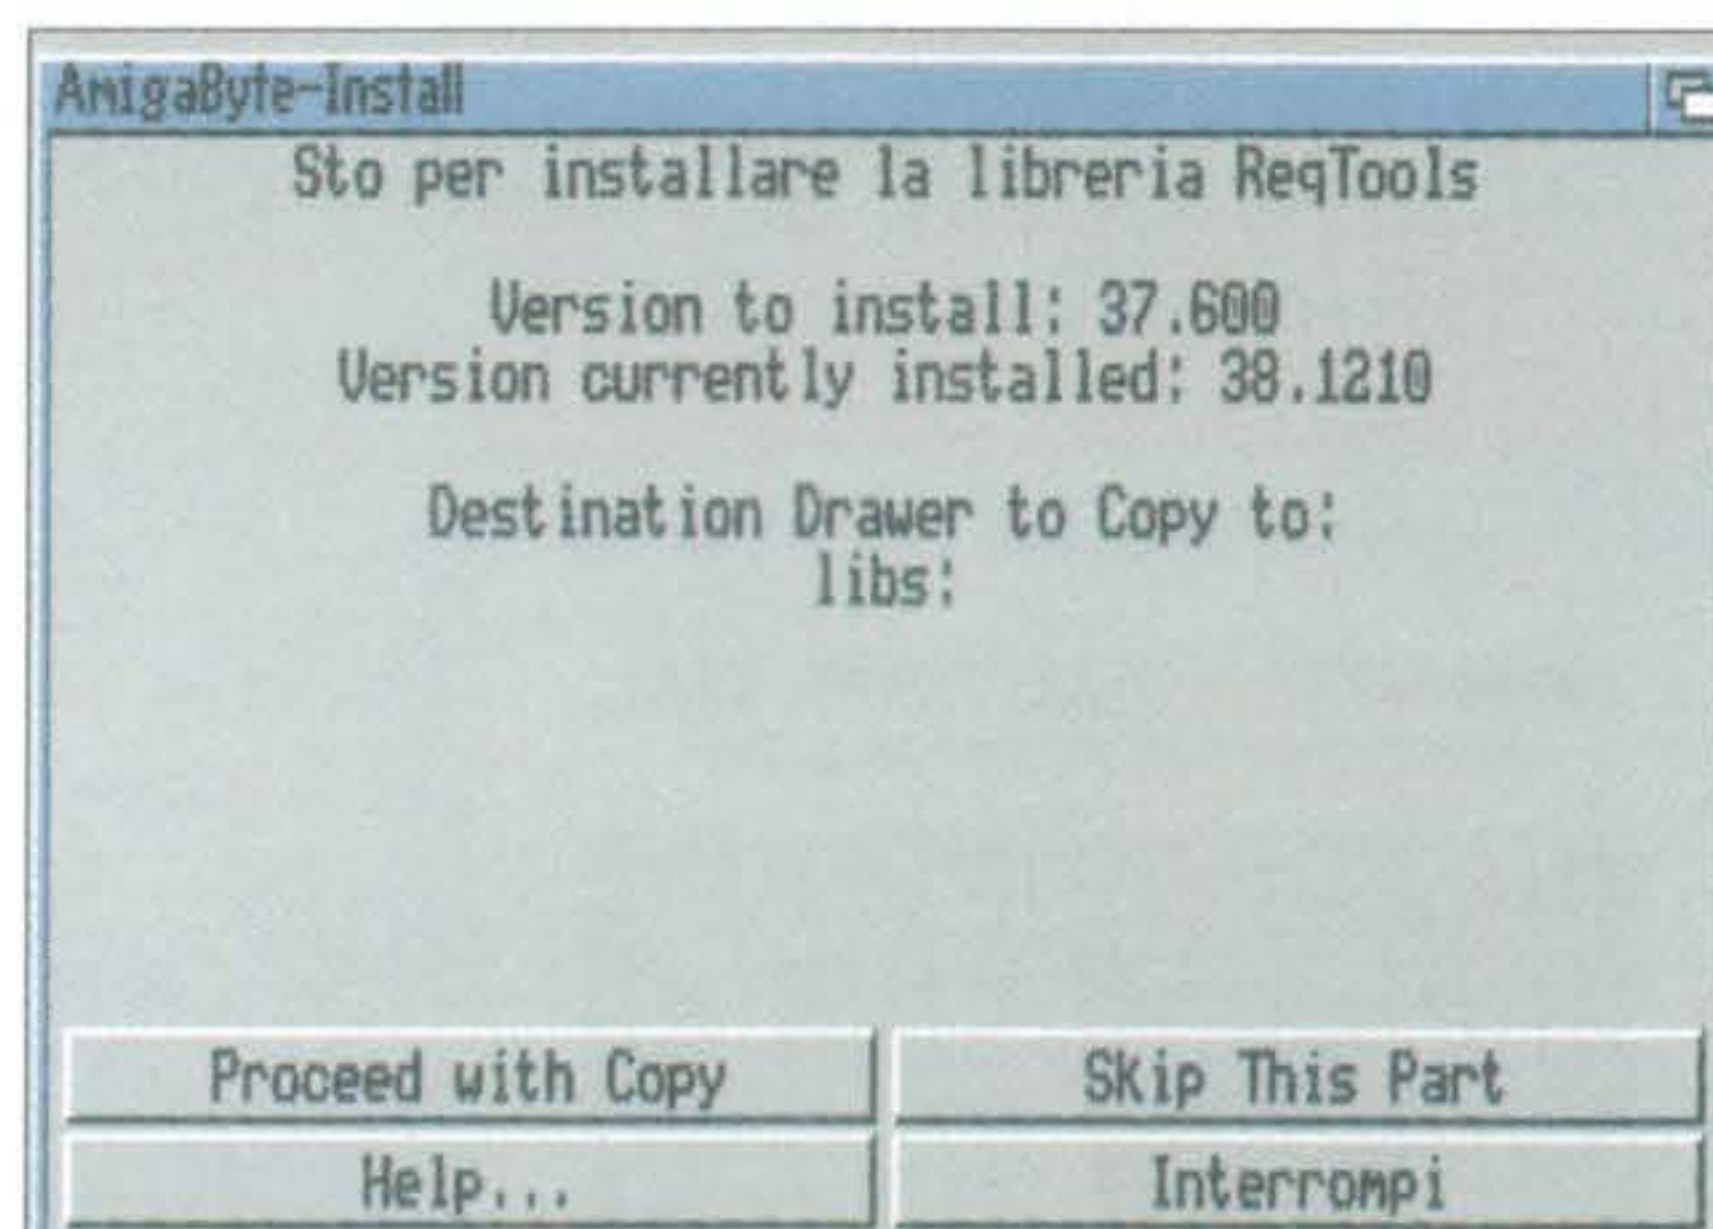 AmigaByte-Install
Sto per installare la libreria ReqTools
Version to install: 37.600
Version currently installed: 38.1210
Destination Drawer to Copy to:
libs:
Proceed with Copy
Skip This Part
Help...
Interrompi